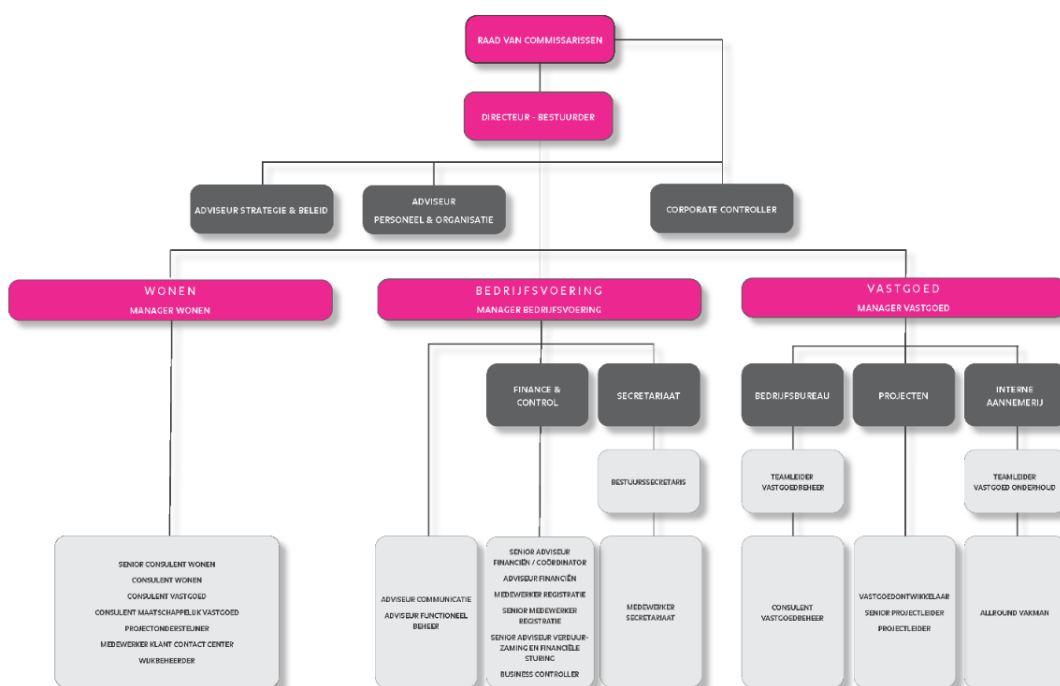 RAAD VAN COMMISSARISSEN
DIRECTEUR - BESTUURDER
ADVISEUR STRATEGIE & BELEID
ADVISEUR
PERSONEEL & ORGANISATIE
CORPORATE CONTROLLER
WONEN
MANAGER WONEN
BEDRIJFSVOERING
MANAGER BEDRIJFSVOERING
VASTGOED
MANAGER VASTGOED
FINANCE &
CONTROL
SECRETARIAAT
BEDRIJFSBUREAU
PROJECTEN
INTERNE
AANNEMERIJ
BESTUURSSECRETARIS
TEAMLEIDER
VASTGOEDBEHEER
TEAMLEIDER
VASTGOED ONDERHOUD
SENIOR CONSULENT WONEN
CONSULENT WONEN
CONSULENT VASTGOED
CONSULENT MAATSCHAPPELIJK VASTGOED
PROJECTONDERSTEUNER
MEDEWERKER KLANT CONTACT CENTER
WIJKBEHEERDER
ADVISEUR COMMUNICATIE
ADVISEUR FUNCTIONEEL
BEHEER
SENIOR ADVISEUR
FINANCIËN / COÖRDINATOR
ADVISEUR FINANCIËN
MEDEWERKER REGISTRATIE
SENIOR MEDEWERKER
REGISTRATIE
SENIOR ADVISEUR VERDUUR-
ZAMING EN FINANCIËLE
STURING
BUSINESS CONTROLLER
MEDEWERKER
SECRETARIAAT
CONSULENT
VASTGOEDBEHEER
VASTGOEDONTWIKKELAAR
SENIOR PROJECTLEIDER
PROJECTLEIDER
ALLROUND VAKMAN